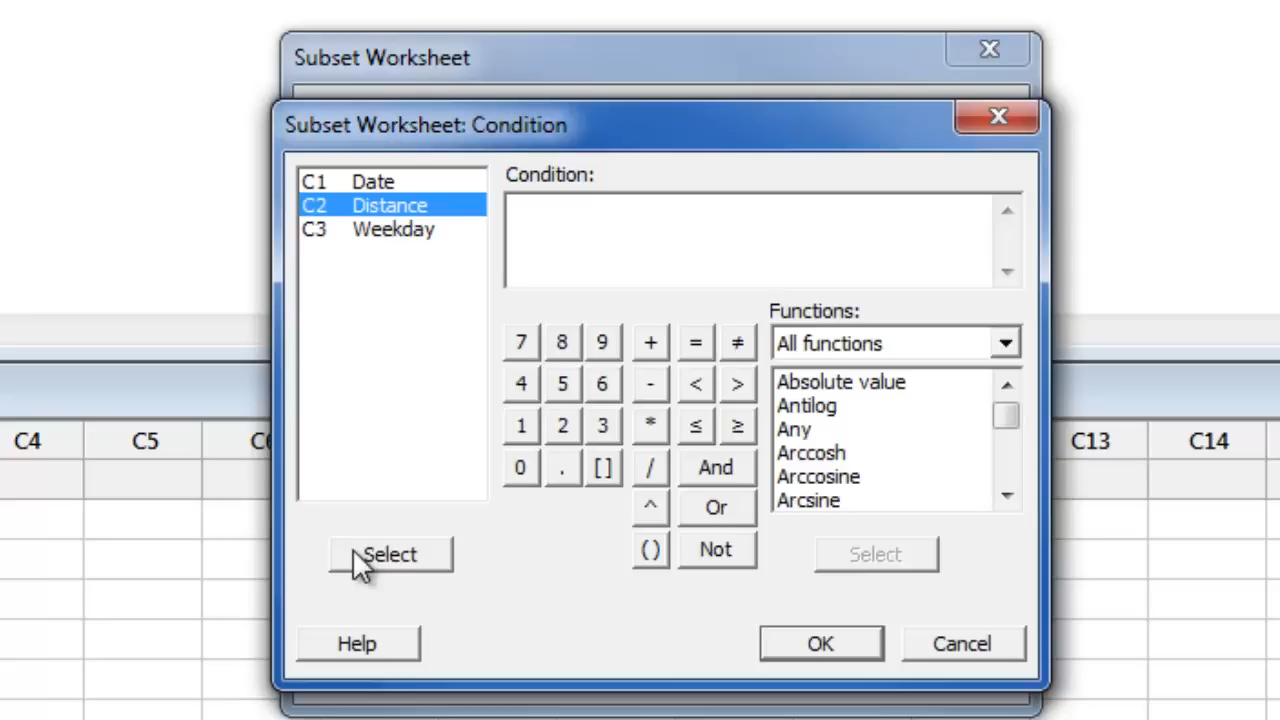 Subset Worksheet
Subset Worksheet: Condition
C1 Date
C2 Distance
C3 Weekday
Condition:
Functions:
All functions
7 8 9 + = ≠
4 5 6 - < >
1 2 3 * ≤ ≥
0 . [] / And
^ Or
() Not
Absolute value
Antilog
Any
Arccosh
Arccosine
Arcsine
Select
Select
Help
OK
Cancel
C4 C5 C13 C14